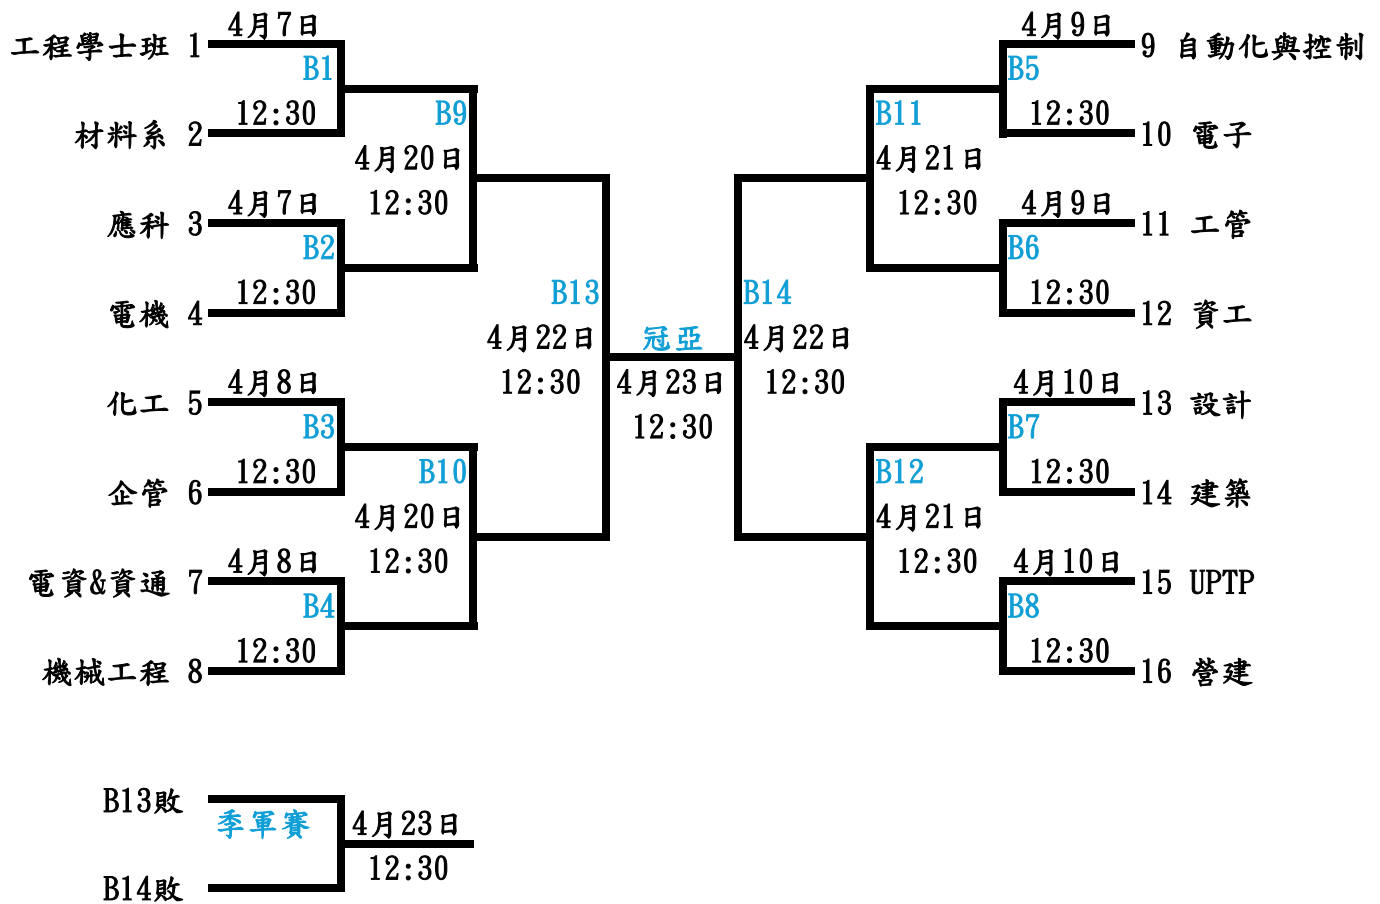 4月7日
工程學士班 1
B1
12:30
材料系 2
B9
4月20日
12:30
4月7日
應科 3
B2
12:30
電機 4
B13
4月22日
12:30
4月8日
化工 5
B3
12:30
企管 6
B10
4月20日
12:30
4月8日
電資&資通 7
B4
12:30
機械工程 8
冠亞
4月23日
12:30
4月9日
9 自動化與控制
B5
12:30
10 電子
B11
4月21日
12:30
4月9日
11 工管
B6
12:30
12 資工
B14
4月22日
12:30
4月10日
13 設計
B7
12:30
14 建築
B12
4月21日
12:30
4月10日
15 UPTP
B8
12:30
16 營建
B13敗
季軍賽
4月23日
12:30
B14敗